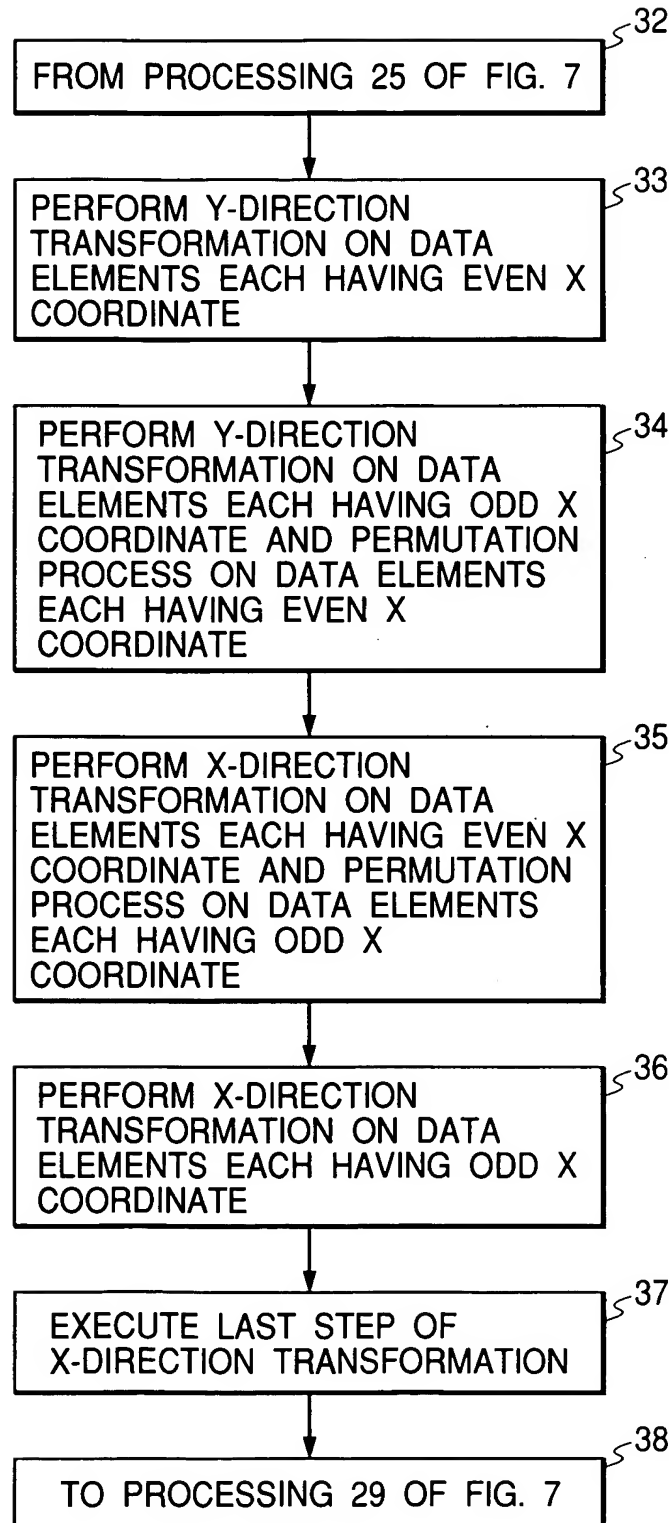 32
FROM PROCESSING 25 OF FIG. 7
33
PERFORM Y-DIRECTION
TRANSFORMATION ON DATA
ELEMENTS EACH HAVING EVEN X
COORDINATE
34
PERFORM Y-DIRECTION
TRANSFORMATION ON DATA
ELEMENTS EACH HAVING ODD X
COORDINATE AND PERMUTATION
PROCESS ON DATA ELEMENTS
EACH HAVING EVEN X
COORDINATE
35
PERFORM X-DIRECTION
TRANSFORMATION ON DATA
ELEMENTS EACH HAVING EVEN X
COORDINATE AND PERMUTATION
PROCESS ON DATA ELEMENTS
EACH HAVING ODD X
COORDINATE
36
PERFORM X-DIRECTION
TRANSFORMATION ON DATA
ELEMENTS EACH HAVING ODD X
COORDINATE
37
EXECUTE LAST STEP OF
X-DIRECTION TRANSFORMATION
38
TO PROCESSING 29 OF FIG. 7